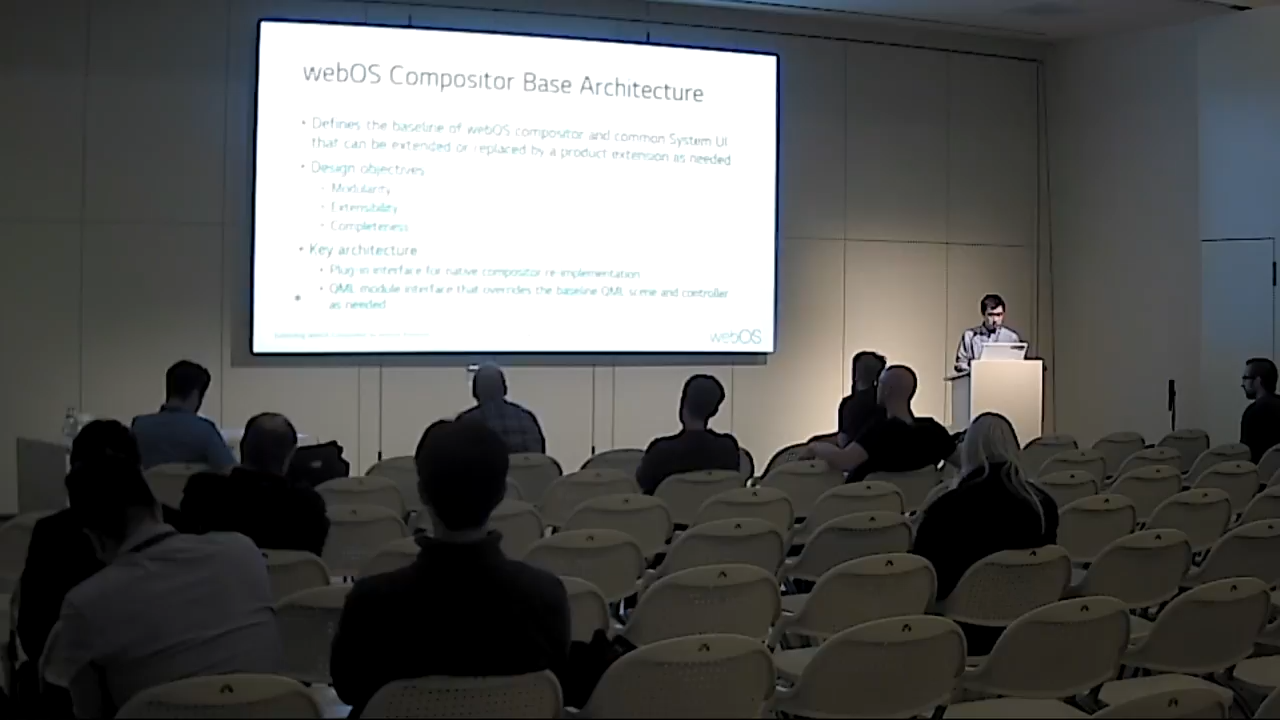 webOS Compositor Base Architecture
• Defines the baseline of webOS compositor and common System UI
that can be extended or replaced by a product extension as needed
• Design objectives
• Modularity
• Extensibility
• Completeness
• Key architecture
• Plug-in interface for native compositor re-implementation
• QML module interface that overrides the baseline QML scene and controller
as needed
webOS